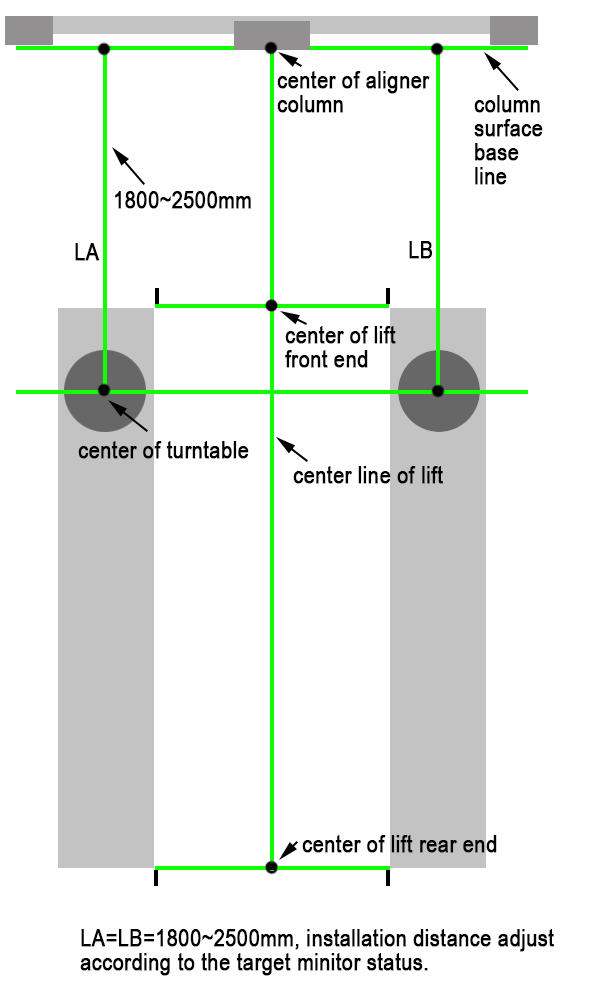 center of aligner
column
column
surface
base
line
1800~2500mm
LA
LB
center of lift
front end
center of turntable
center line of lift
center of lift rear end
LA=LB=1800~2500mm, installation distance adjust
according to the target minitor status.